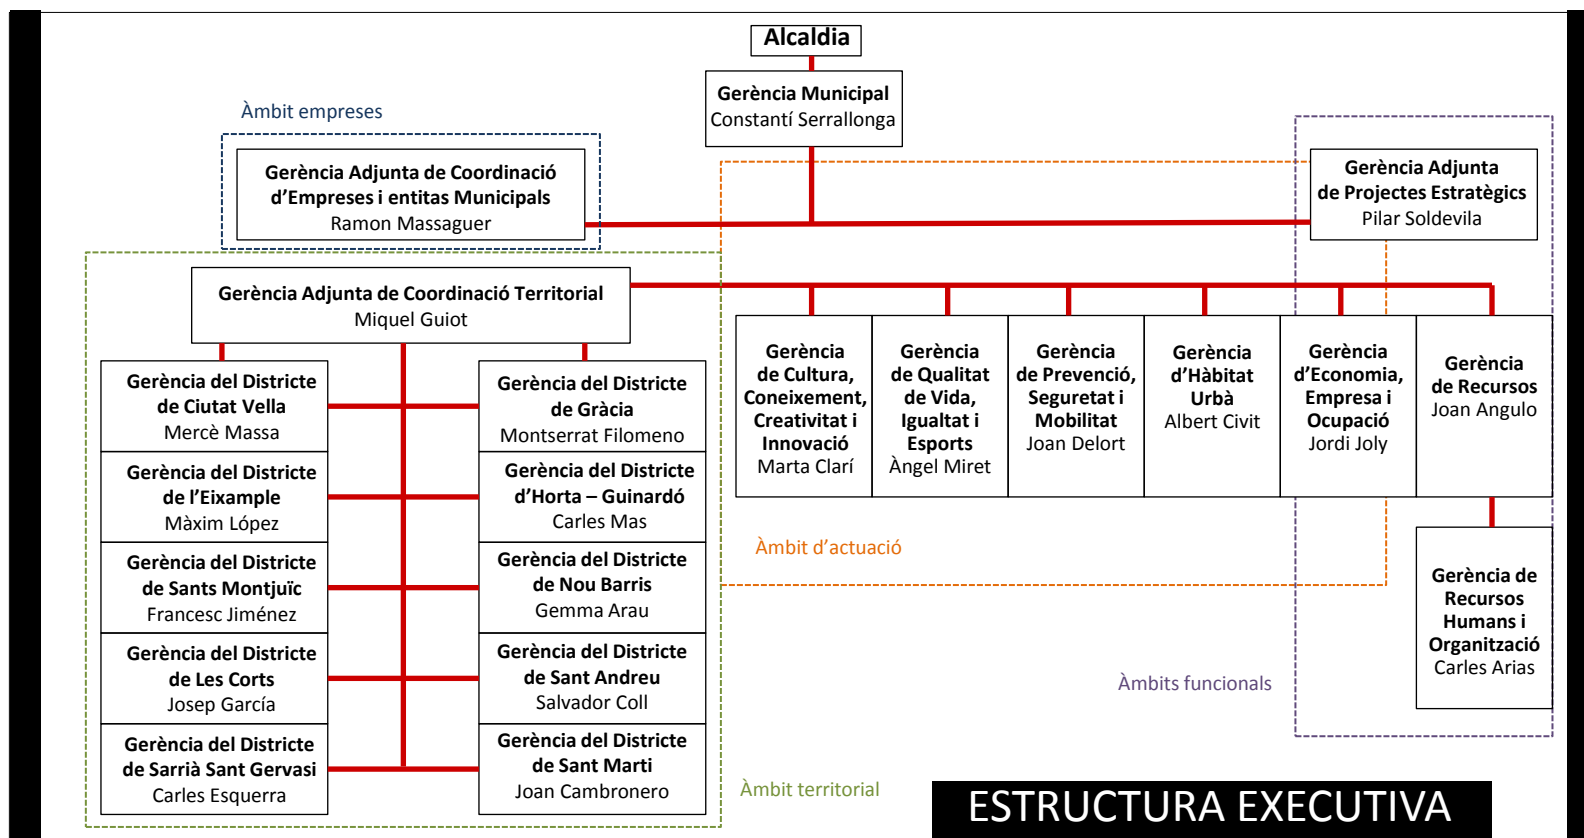 Alcaldia
Gerència Municipal
Constantí Serrallonga
Àmbit empreses
Gerència Adjunta de Coordinació
d’Empreses i entitas Municipals
Ramon Massaguer
Gerència Adjunta
de Projectes Estratègics
Pilar Soldevila
Gerència Adjunta de Coordinació Territorial
Miquel Guiot
Gerència del Districte
de Ciutat Vella
Mercè Massa
Gerència del Districte
de Gràcia
Montserrat Filomeno
Gerència del Districte
de l’Eixample
Màxim López
Gerència del Districte
d’Horta – Guinardó
Carles Mas
Gerència del Districte
de Sants Montjuïc
Francesc Jiménez
Gerència del Districte
de Nou Barris
Gemma Arau
Gerència del Districte
de Les Corts
Josep García
Gerència del Districte
de Sant Andreu
Salvador Coll
Gerència del Districte
de Sarrià Sant Gervasi
Carles Esquerra
Gerència del Districte
de Sant Marti
Joan Cambronero
Gerència
de Cultura,
Coneixement,
Creativitat i
Innovació
Marta Clarí
Gerència
de Qualitat
de Vida,
Igualtat i
Esports
Àngel Miret
Gerència
de Prevenció,
Seguretat i
Mobilitat
Joan Delort
Gerència
d’Hàbitat
Urbà
Albert Civit
Gerència
d’Economia,
Empresa i
Ocupació
Jordi Joly
Gerència
de Recursos
Joan Angulo
Gerència de
Recursos
Humans i
Organització
Carles Arias
Àmbit d’actuació
Àmbits funcionals
Àmbit territorial
ESTRUCTURA EXECUTIVA